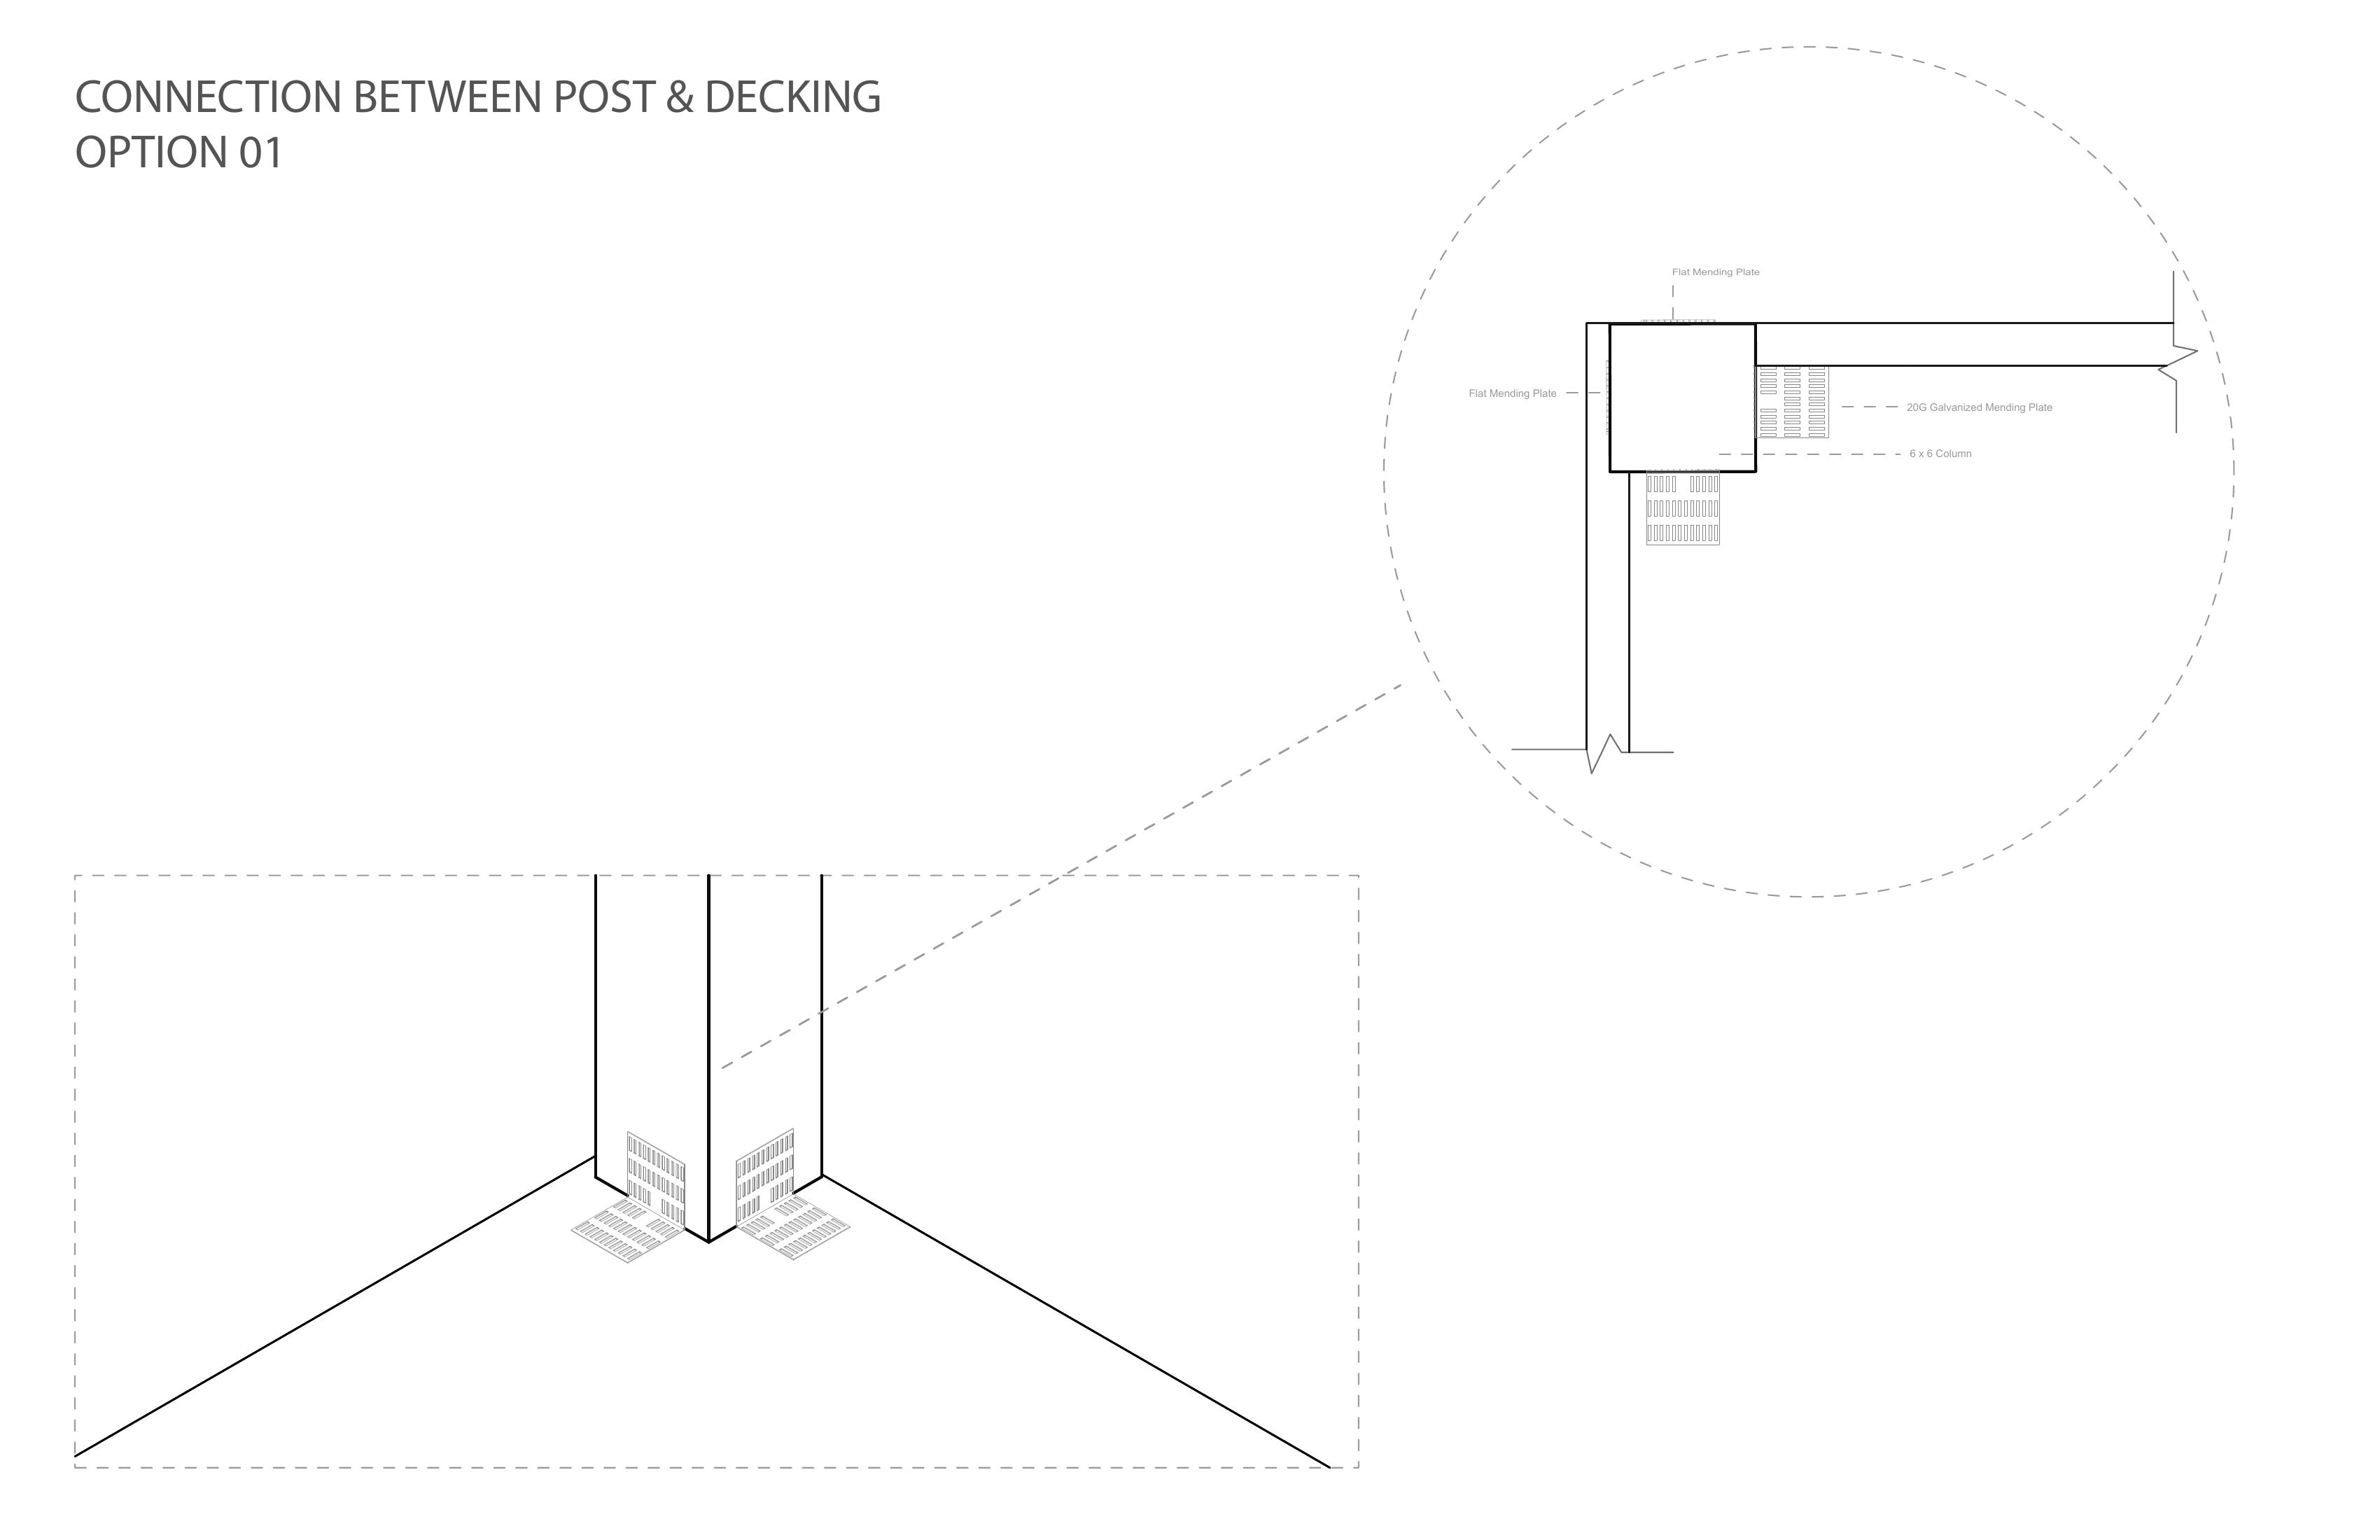 CONNECTION BETWEEN POST & DECKING
OPTION 01
Flat Mending Plate
Flat Mending Plate
20G Galvanized Mending Plate
6 x 6 Column